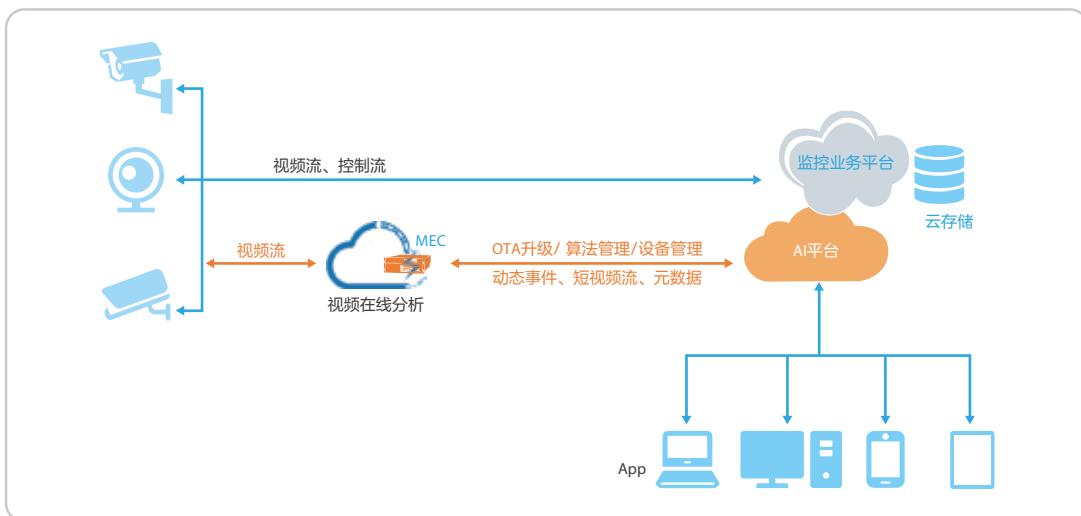 视频流、控制流
监控业务平台
云存储
MEC
视频流
OTA升级/ 算法管理/设备管理
AI平台
动态事件、短视频流、元数据
视频在线分析
App